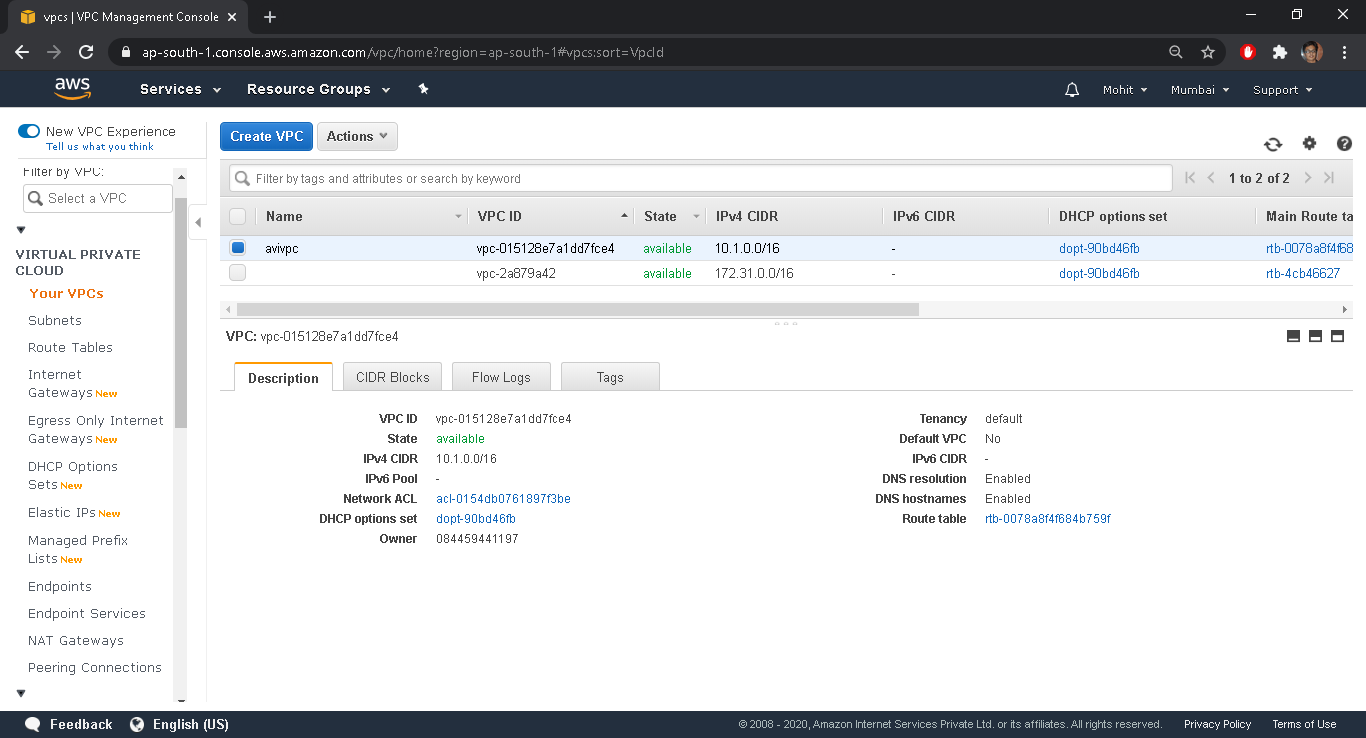 vpcs | VPC Management Console
ap-south-1.console.aws.amazon.com/vpc/home?region=ap-south-1#vpcs:sort=VpcId
aws Services Resource Groups Mohit Mumbai Support
New VPC Experience
Tell us what you think
Filter by VPC:
Select a VPC
VIRTUAL PRIVATE
CLOUD
Your VPCs
Subnets
Route Tables
Internet
Gateways New
Egress Only Internet
Gateways New
DHCP Options
Sets New
Elastic IPs New
Managed Prefix
Lists New
Endpoints
Endpoint Services
NAT Gateways
Peering Connections
Create VPC Actions
Filter by tags and attributes or search by keyword 1 to 2 of 2
Name VPC ID State IPv4 CIDR IPv6 CIDR DHCP options set Main Route ta
avivpc vpc-015128e7a1dd7fce4 available 10.1.0.0/16 - dopt-90bd46fb rtb-0078a8f4f68
vpc-2a879a42 available 172.31.0.0/16 - dopt-90bd46fb rtb-4cb46627
VPC: vpc-015128e7a1dd7fce4
Description CIDR Blocks Flow Logs Tags
VPC ID vpc-015128e7a1dd7fce4
State available
IPv4 CIDR 10.1.0.0/16
IPv6 Pool -
Network ACL acl-0154db0761897f3be
DHCP options set dopt-90bd46fb
Owner 084459441197
Tenancy default
Default VPC No
IPv6 CIDR -
DNS resolution Enabled
DNS hostnames Enabled
Route table rtb-0078a8f4f684b759f
Feedback English (US) © 2008 - 2020, Amazon Internet Services Private Ltd. or its affiliates. All rights reserved. Privacy Policy Terms of Use